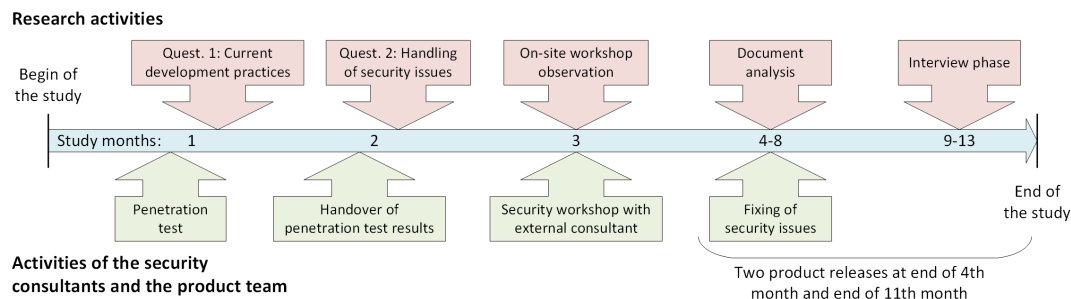 Research activities
Begin of
the study
Quest. 1: Current
development practices
Quest. 2: Handling
of security issues
On-site workshop
observation
Document
analysis
Interview phase
Study months:
1
2
3
4-8
9-13
Penetration
test
Handover of
penetration test results
Security workshop with
external consultant
Fixing of
security issues
End of
the study
Activities of the security
consultants and the product team
Two product releases at end of 4th
month and end of 11th month